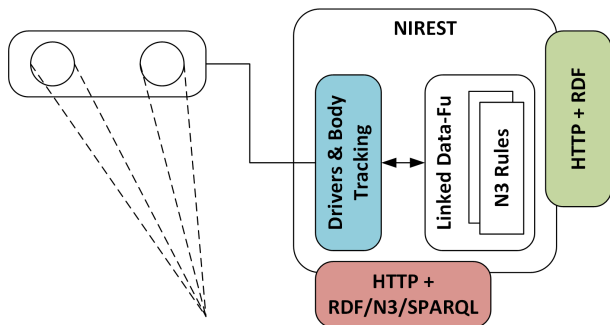 NIREST
Drivers & Body
Tracking
Linked Data-Fu
N3 Rules
HTTP + RDF
HTTP +
RDF/N3/SPARQL